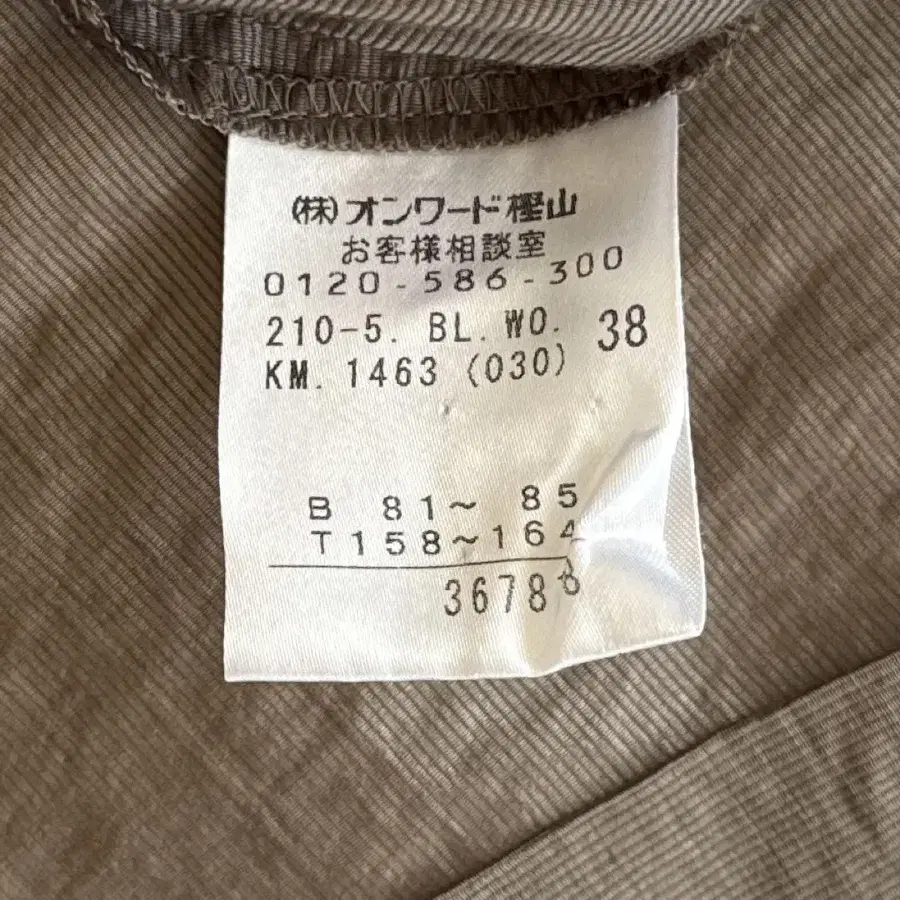 (株)オンワード樫山
お客様相談室
0120-586-300
210-5. BL. WO. 38
KM. 1463 (030)
B 81~ 85
T158~164
36788